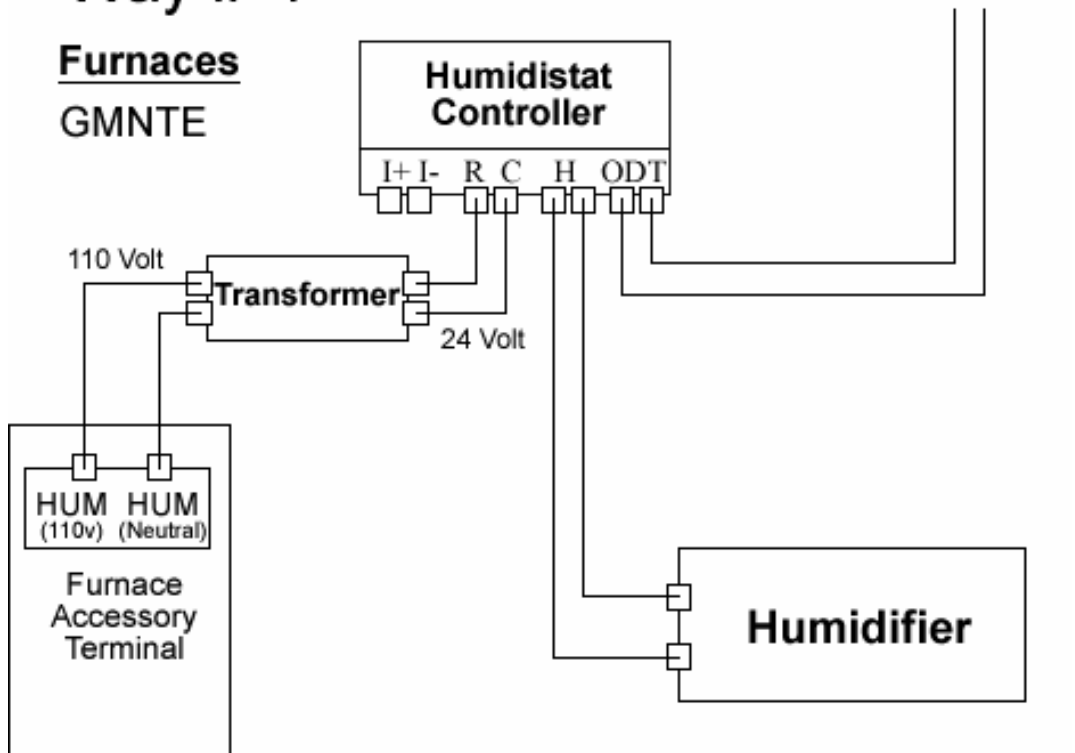 Furnaces
GMNTE
Humidistat
Controller
I+ I- R C H ODT
110 Volt
Transformer
24 Volt
HUM HUM
(110v) (Neutral)
Furnace
Accessory
Terminal
Humidifier